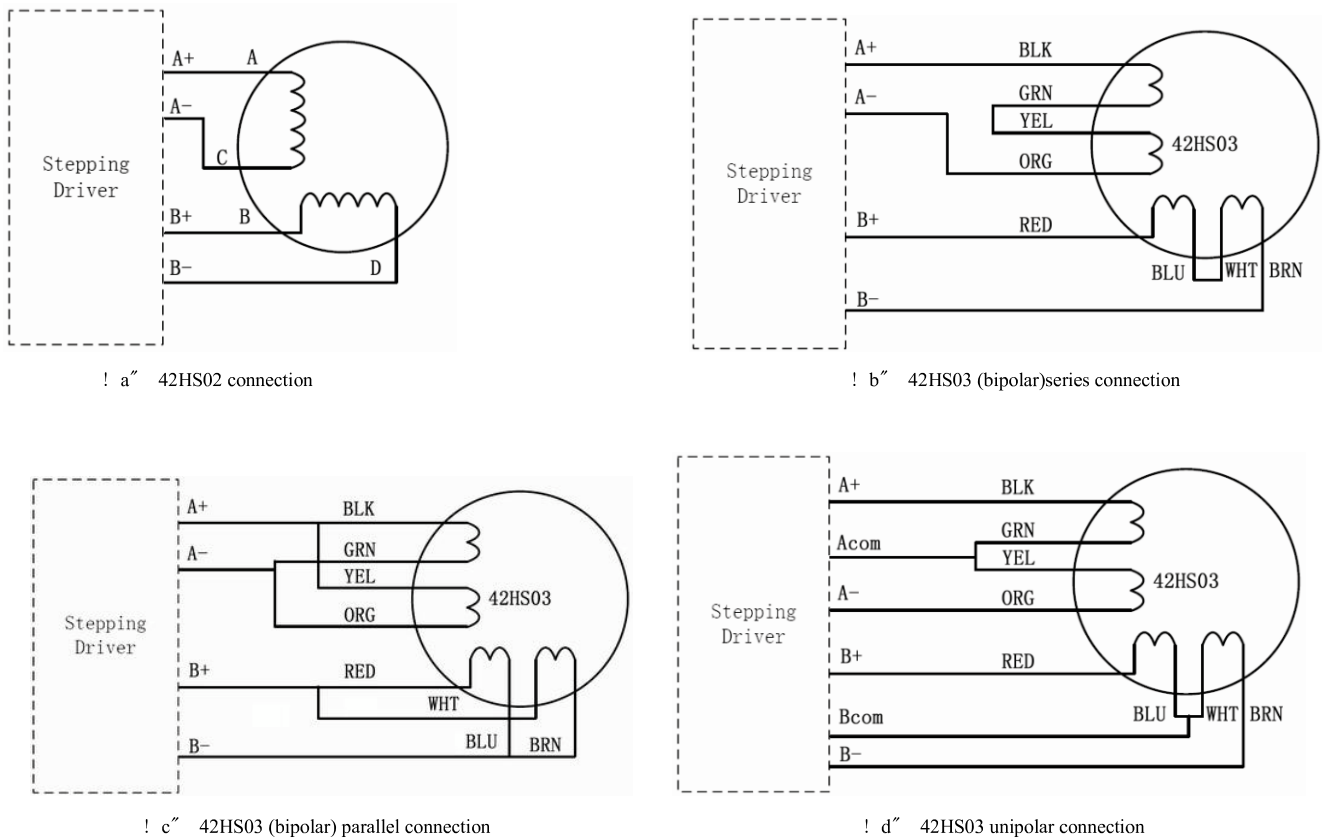 A+ A
A-
C
Stepping
Driver
B+ B
B- D
! a″ 42HS02 connection
A+ BLK
A- GRN
YEL
42HS03
ORG
Stepping
Driver
B+ RED
BLU WHT BRN
B-
! b″ 42HS03 (bipolar)series connection
A+ BLK
A- GRN
YEL
42HS03
ORG
Stepping
Driver
B+ RED
WHT
B- BLU BRN
! c″ 42HS03 (bipolar) parallel connection
A+ BLK
GRN
Acom
YEL
42HS03
A- ORG
Stepping
Driver
B+ RED
Bcom BLU WHT BRN
B-
! d″ 42HS03 unipolar connection